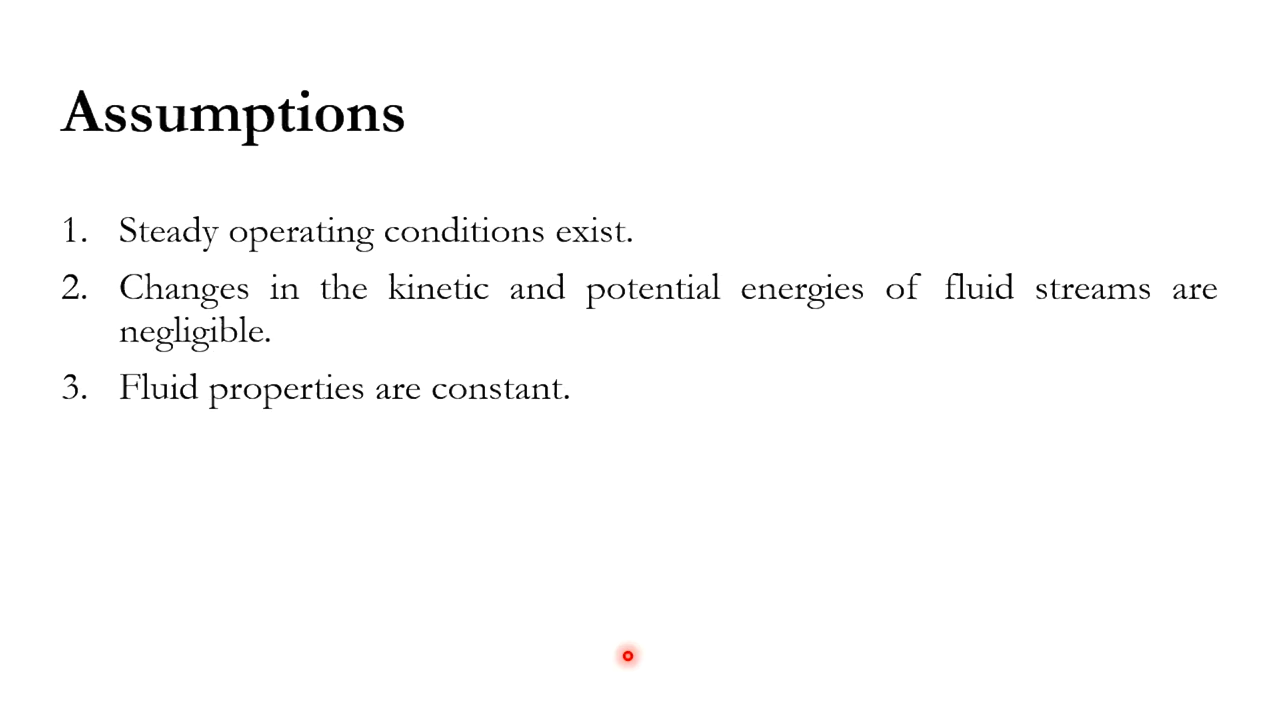 Assumptions
1. Steady operating conditions exist.
2. Changes in the kinetic and potential energies of fluid streams are
negligible.
3. Fluid properties are constant.